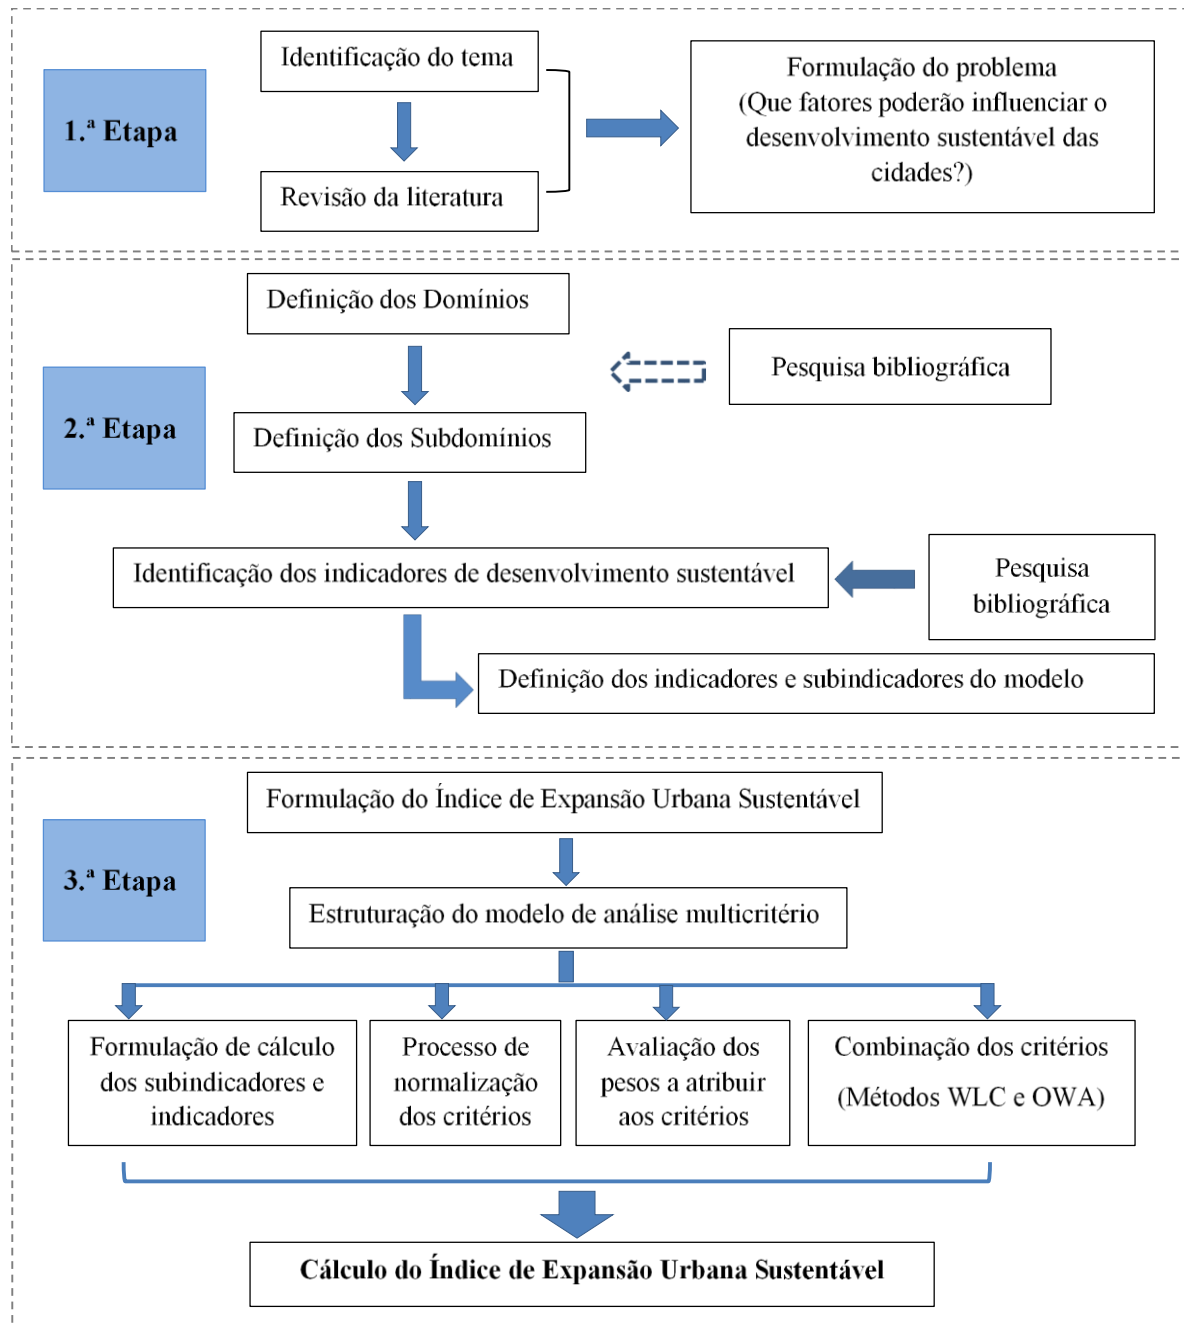 1.ª Etapa
Identificação do tema
Revisão da literatura
Formulação do problema
(Que fatores poderão influenciar o
desenvolvimento sustentável das
cidades?)
2.ª Etapa
Definição dos Domínios
Pesquisa bibliográfica
Definição dos Subdomínios
Identificação dos indicadores de desenvolvimento sustentável
Pesquisa
bibliográfica
Definição dos indicadores e subindicadores do modelo
3.ª Etapa
Formulação do Índice de Expansão Urbana Sustentável
Estruturação do modelo de análise multicritério
Formulação de cálculo
dos subindicadores e
indicadores
Processo de
normalização
dos critérios
Avaliação dos
pesos a atribuir
aos critérios
Combinação dos critérios
(Métodos WLC e OWA)
Cálculo do Índice de Expansão Urbana Sustentável